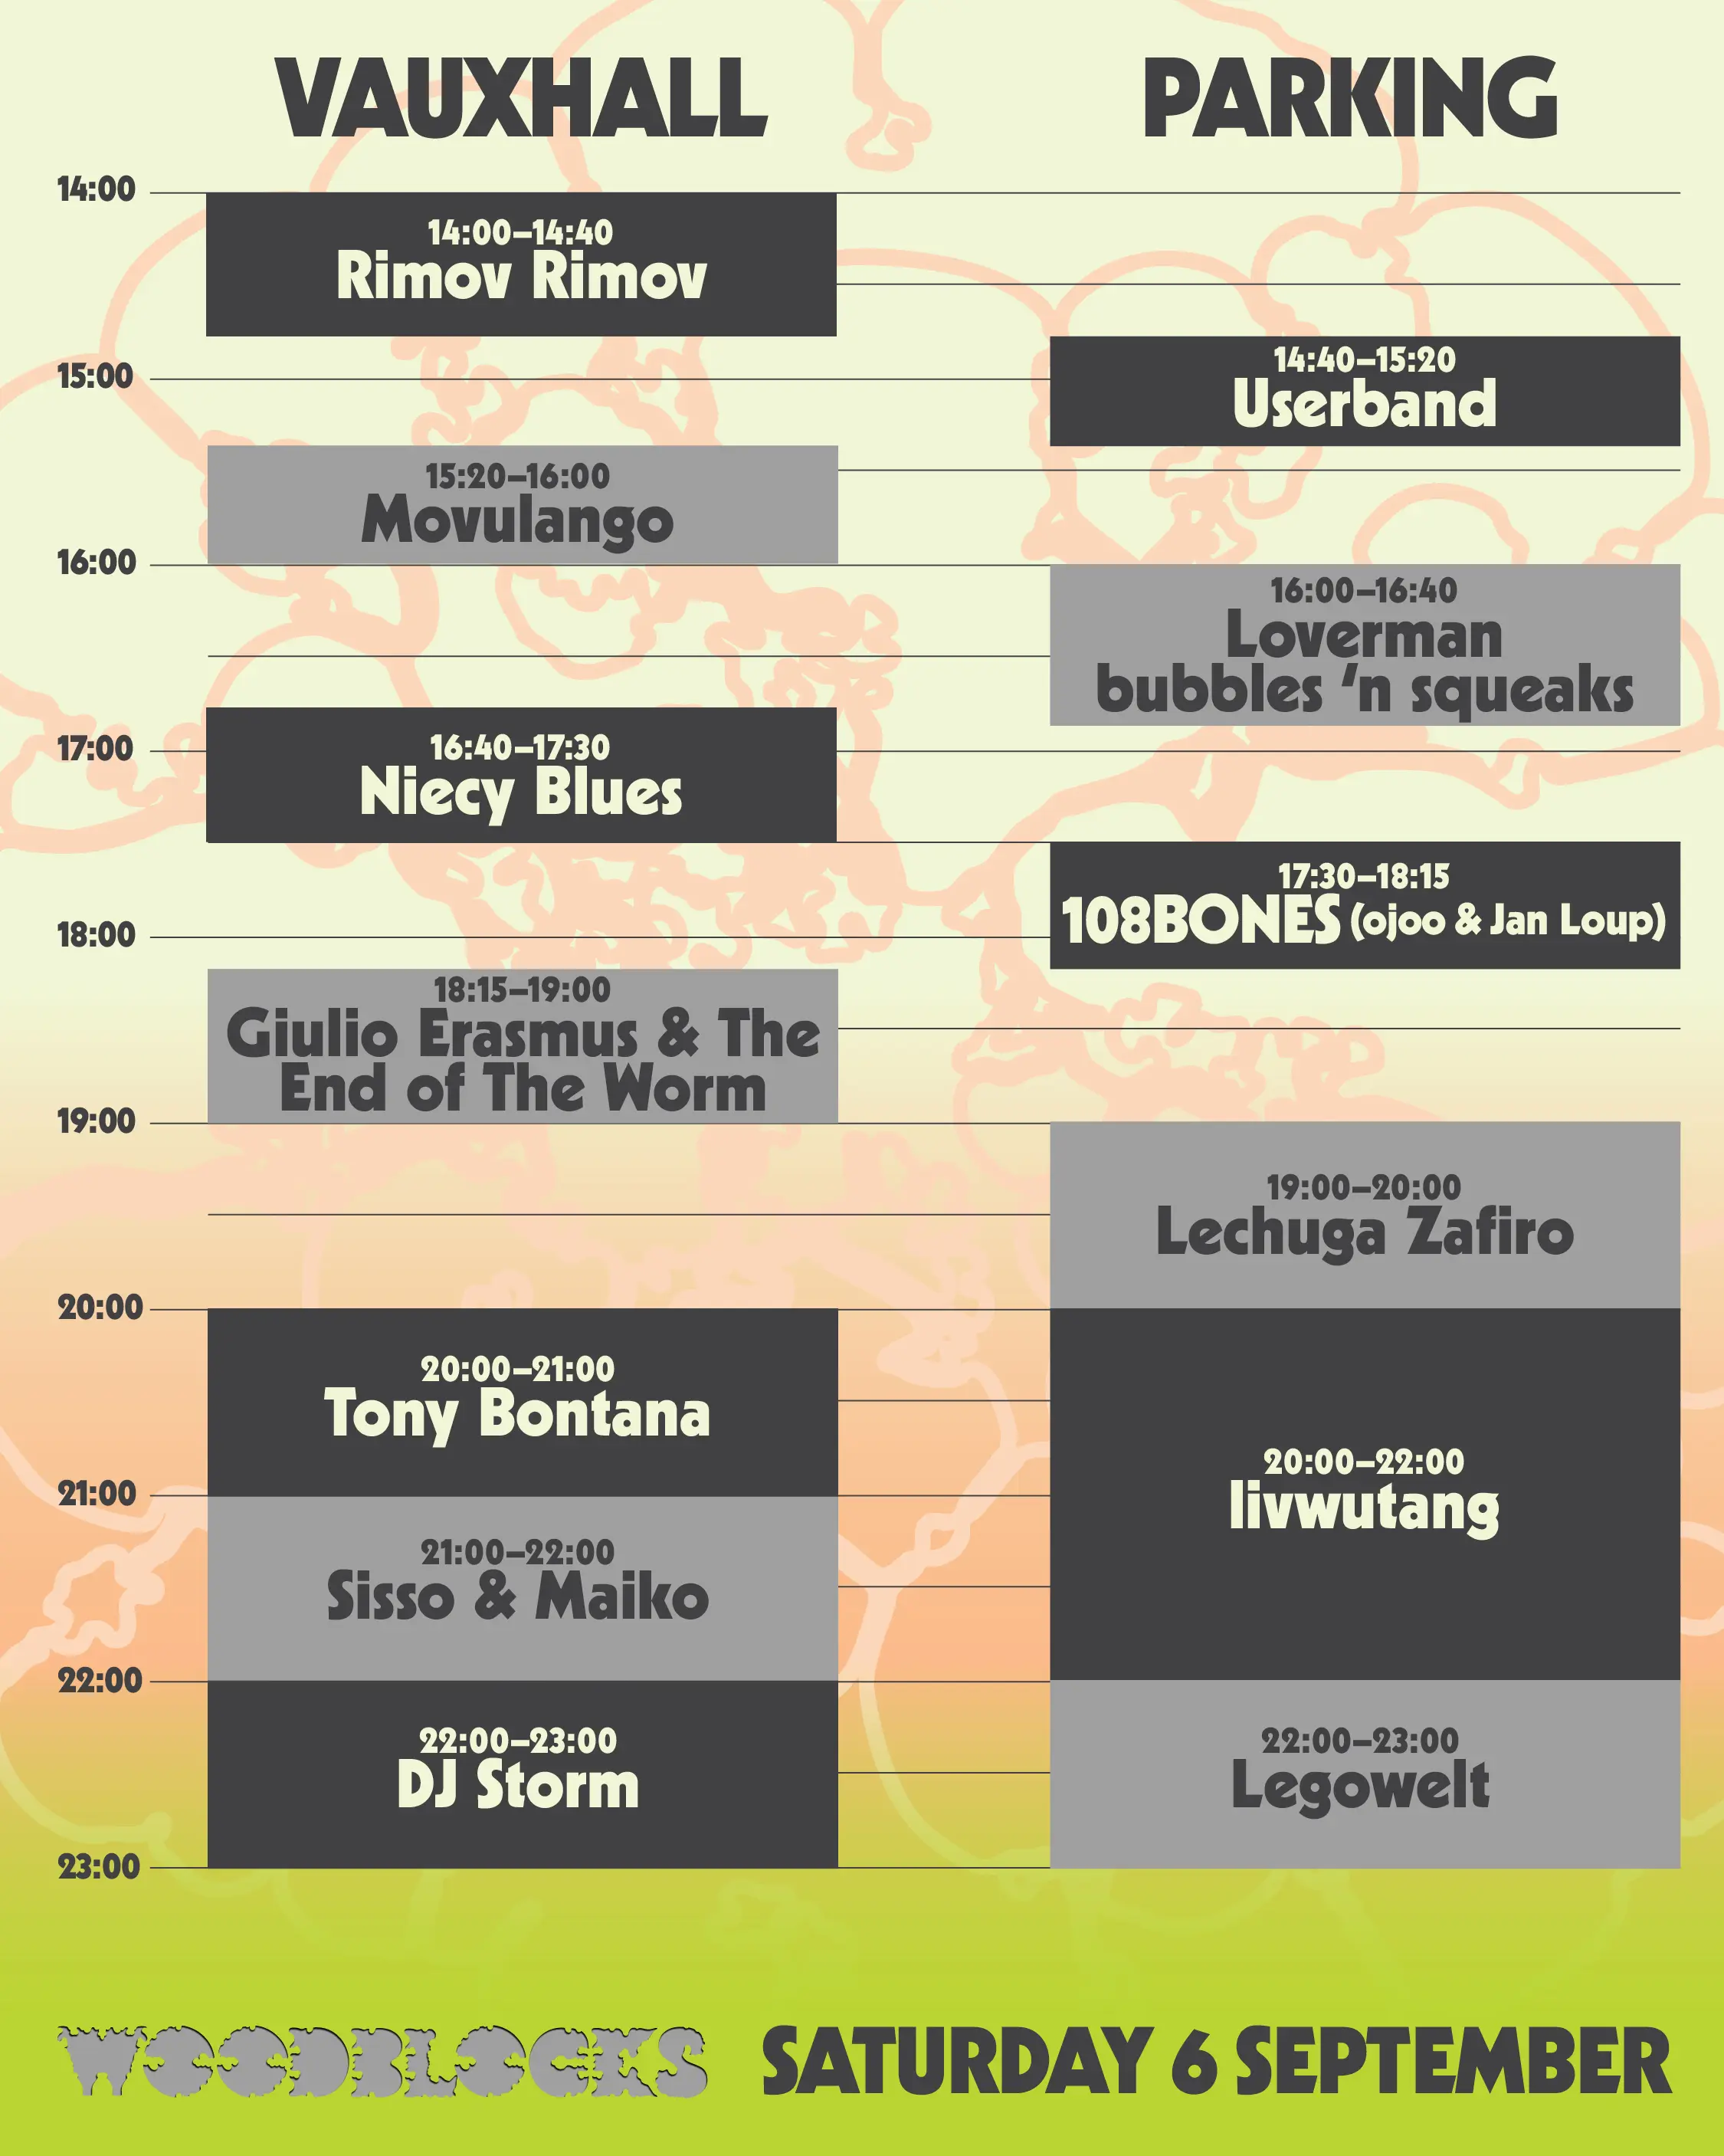 VAUXHALL
PARKING
14:00
14:00–14:40
Rimov Rimov
14:40–15:20
Userband
15:00
15:20–16:00
Movulango
16:00
16:00–16:40
Loverman
bubbles ‘n squeaks
16:40–17:30
Niecy Blues
17:00
17:30–18:15
108BONES (ojoo & Jan Loup)
18:00
18:15–19:00
Giulio Erasmus & The
End of The Worm
19:00
19:00–20:00
Lechuga Zafiro
20:00
20:00–21:00
Tony Bontana
20:00–22:00
livwutang
21:00
21:00–22:00
Sisso & Maiko
22:00
22:00–23:00
DJ Storm
22:00–23:00
Legowelt
23:00
WOODBLOCKS
SATURDAY 6 SEPTEMBER